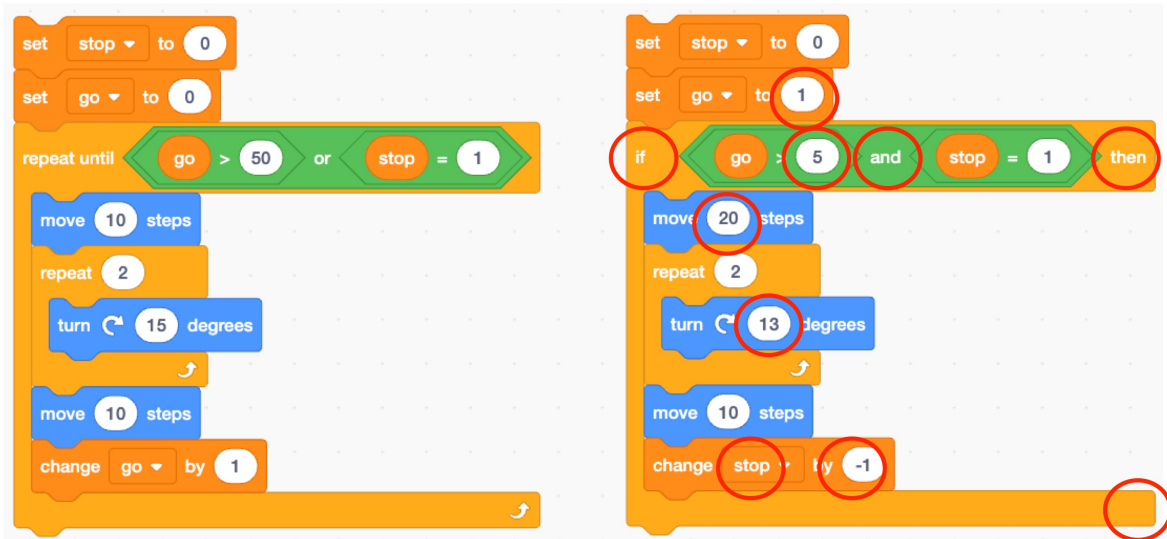 set stop to 0
set go to 0
repeat until go > 50 or stop = 1
move 10 steps
repeat 2
turn 15 degrees
move 10 steps
change go by 1
set stop to 0
set go to 1
if go > 5 and stop = 1 then
move 20 steps
repeat 2
turn 13 degrees
move 10 steps
change stop by -1